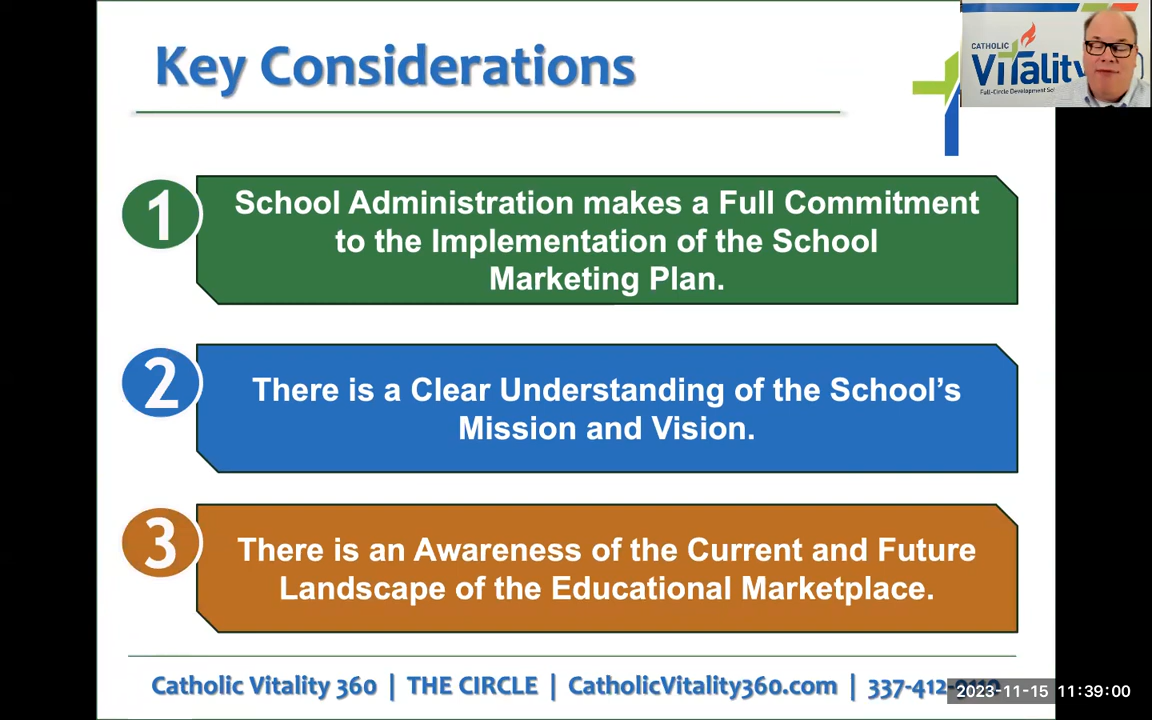 Key Considerations
CATHOLIC
Vitality
Full-Circle Development
1
School Administration makes a Full Commitment
to the Implementation of the School
Marketing Plan.
2
There is a Clear Understanding of the School’s
Mission and Vision.
3
There is an Awareness of the Current and Future
Landscape of the Educational Marketplace.
Catholic Vitality 360 | THE CIRCLE | CatholicVitality360.com | 337-412-
2023-11-15 11:39:00